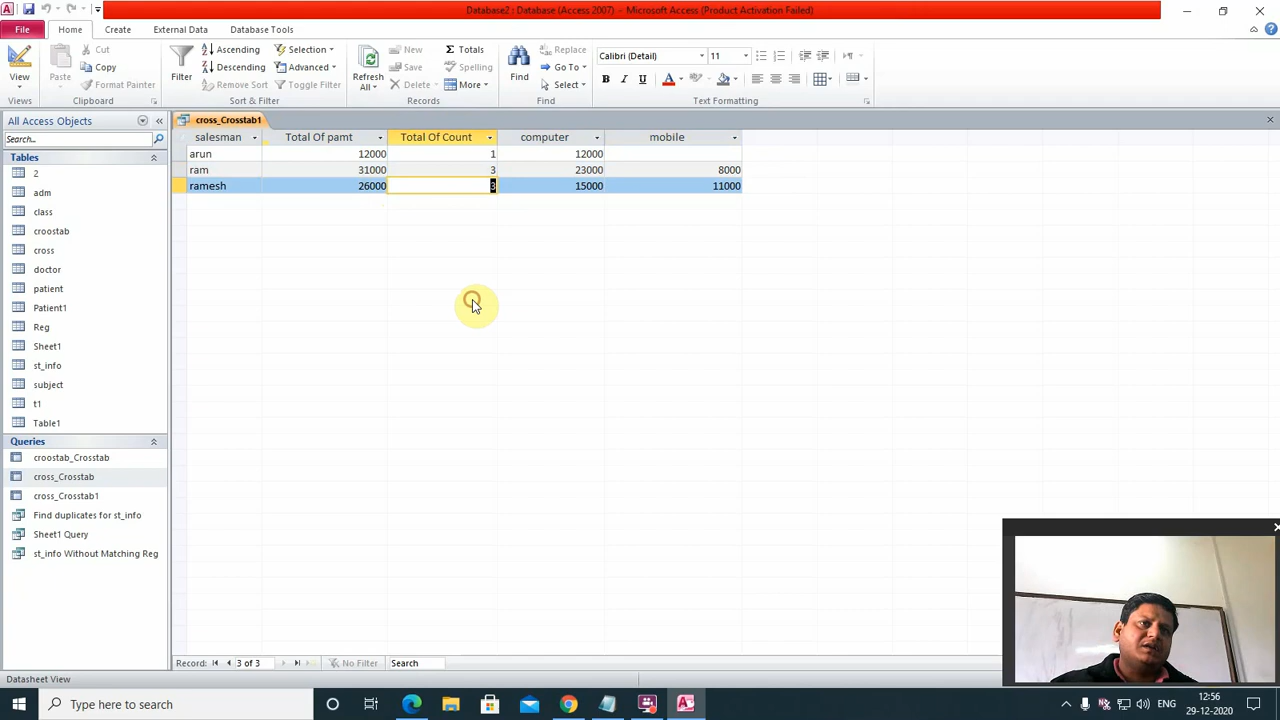 Database2 : Database (Access 2007) - Microsoft Access (Product Activation Failed)
File Home Create External Data Database Tools
View
Views
Paste
Cut
Copy
Format Painter
Clipboard
Filter
Ascending
Descending
Remove Sort
Selection
Advanced
Toggle Filter
Sort & Filter
Refresh
All
New
Save
Delete
Totals
Spelling
More
Records
Find
Replace
Go To
Select
Find
Calibri (Detail) 11
B I U
Text Formatting
All Access Objects
Search...
Tables
2
adm
class
croostab
cross
doctor
patient
Patient1
Reg
Sheet1
st_info
subject
t1
Table1
Queries
croostab_Crosstab
cross_Crosstab
cross_Crosstab1
Find duplicates for st_info
Sheet1 Query
st_info Without Matching Reg
cross_Crosstab1
salesman Total Of pamt Total Of Count computer mobile
arun 12000 1 12000
ram 31000 3 23000 8000
ramesh 26000 3 15000 11000
Record: 3 of 3 No Filter Search
Datasheet View
Type here to search
ENG
12:56
29-12-2020